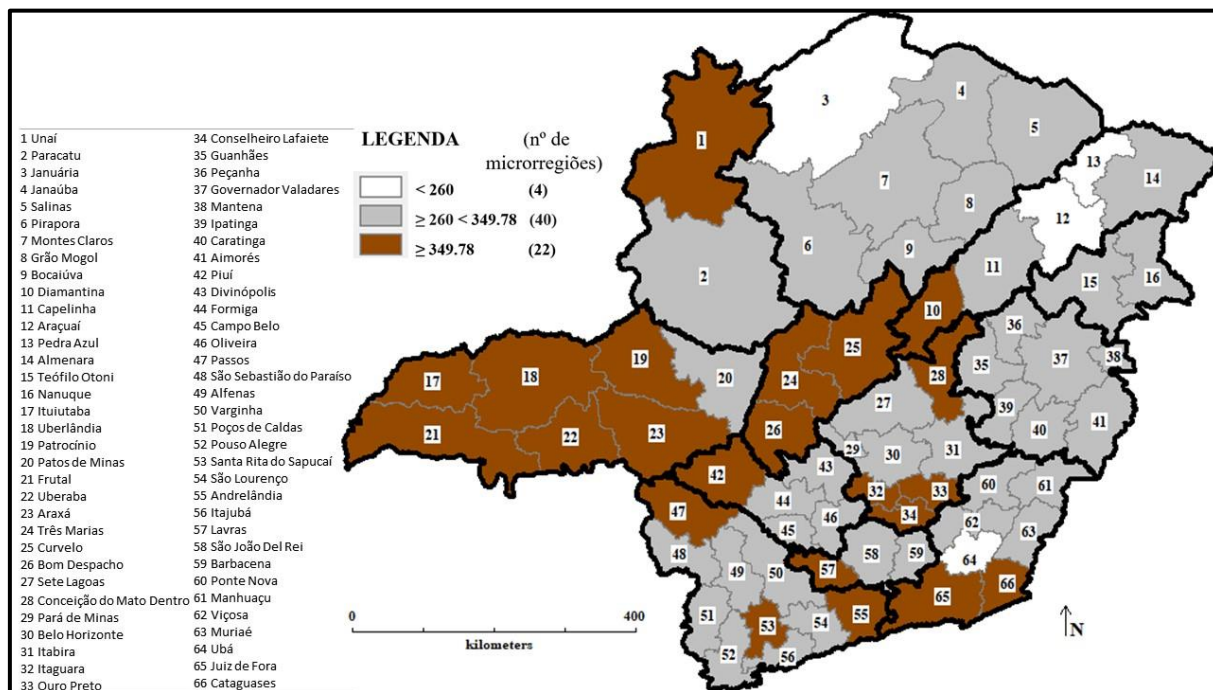 1 Unaí
2 Paracatu
3 Januária
4 Janaúba
5 Salinas
6 Pirapora
7 Montes Claros
8 Grão Mogol
9 Bocaiúva
10 Diamantina
11 Capelinha
12 Araçuaí
13 Pedra Azul
14 Almenara
15 Teófilo Otoni
16 Nanuque
17 Ituiutaba
18 Uberlândia
19 Patrocínio
20 Patos de Minas
21 Frutal
22 Uberaba
23 Araxá
24 Três Marias
25 Curvelo
26 Bom Despacho
27 Sete Lagoas
28 Conceição do Mato Dentro
29 Pará de Minas
30 Belo Horizonte
31 Itabira
32 Itaguara
33 Ouro Preto
34 Conselheiro Lafaiete
35 Guanhães
36 Peçanha
37 Governador Valadares
38 Mantena
39 Ipatinga
40 Caratinga
41 Aimorés
42 Piuí
43 Divinópolis
44 Formiga
45 Campo Belo
46 Oliveira
47 Passos
48 São Sebastião do Paraíso
49 Alfenas
50 Varginha
51 Poços de Caldas
52 Pouso Alegre
53 Santa Rita do Sapucaí
54 São Lourenço
55 Andrelândia
56 Itajubá
57 Lavras
58 São João Del Rei
59 Barbacena
60 Ponte Nova
61 Manhuaçu
62 Viçosa
63 Muriaé
64 Ubá
65 Juiz de Fora
66 Cataguases
LEGENDA (nº de
microrregiões)
< 260 (4)
≥ 260 < 349.78 (40)
≥ 349.78 (22)
3
4
1
5
13
14
7
8
12
6
9
11
2
15
16
10
36
25
19
35
37
38
28
20
17
18
24
27
39
41
40
21
22
23
26
29
30
31
42
43
32
33
60
61
44
34
62
63
47
45
46
58
59
48
64
49
50
57
66
65
51
53
54
55
52
56
0 400
kilometers
N